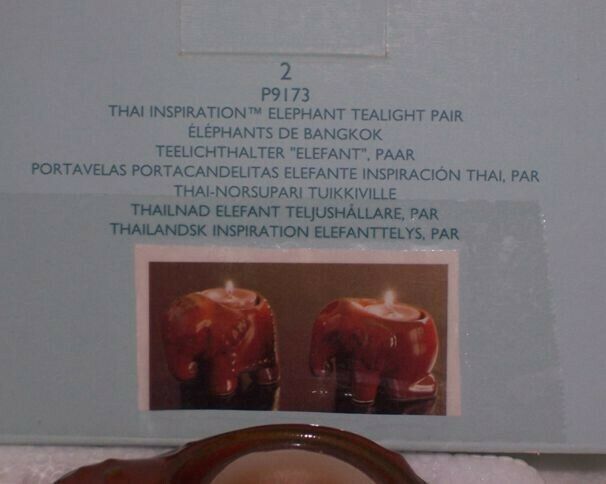 2
P9173
THAI INSPIRATION™ ELEPHANT TEALIGHT PAIR
ÉLÉPHANTS DE BANGKOK
TEELICHTHALTER "ELEFANT", PAAR
PORTAVELAS PORTACANDELITAS ELEFANTE INSPIRACIÓN THAI, PAR
THAI-NORSUPARI TUIKKIVILLE
THAILNAD ELEFANT TELJUSHÅLLARE, PAR
THAILANDSK INSPIRATION ELEFANTTELYS, PAR